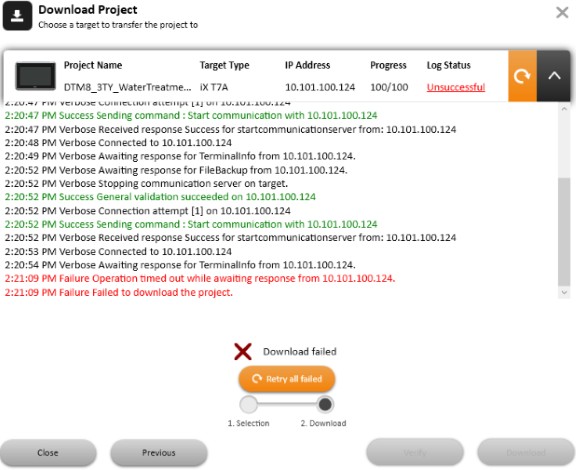 Download Project
Choose a target to transfer the project to
Project Name Target Type IP Address Progress Log Status
DTM8_3TY_WaterTreatme... iX T7A 10.101.100.124 100/100 Unsuccessful
2:20:47 PM Verbose Connection attempt [1] on 10.101.100.124
2:20:47 PM Success Sending command : Start communication with 10.101.100.124
2:20:47 PM Verbose Received response Success for startcommunicationserver from: 10.101.100.124
2:20:48 PM Verbose Connected to 10.101.100.124
2:20:49 PM Verbose Awaiting response for TerminalInfo from 10.101.100.124.
2:20:52 PM Verbose Awaiting response for FileBackup from 10.101.100.124.
2:20:52 PM Verbose Stopping communication server on target.
2:20:52 PM Success General validation succeeded on 10.101.100.124
2:20:52 PM Verbose Connection attempt [1] on 10.101.100.124
2:20:52 PM Success Sending command : Start communication with 10.101.100.124
2:20:52 PM Verbose Received response Success for startcommunicationserver from: 10.101.100.124
2:20:53 PM Verbose Connected to 10.101.100.124
2:20:54 PM Verbose Awaiting response for TerminalInfo from 10.101.100.124.
2:21:09 PM Failure Operation timed out while awaiting response from 10.101.100.124.
2:21:09 PM Failure Failed to download the project.
Download failed
Retry all failed
1. Selection 2. Download
Close Previous Verify Download